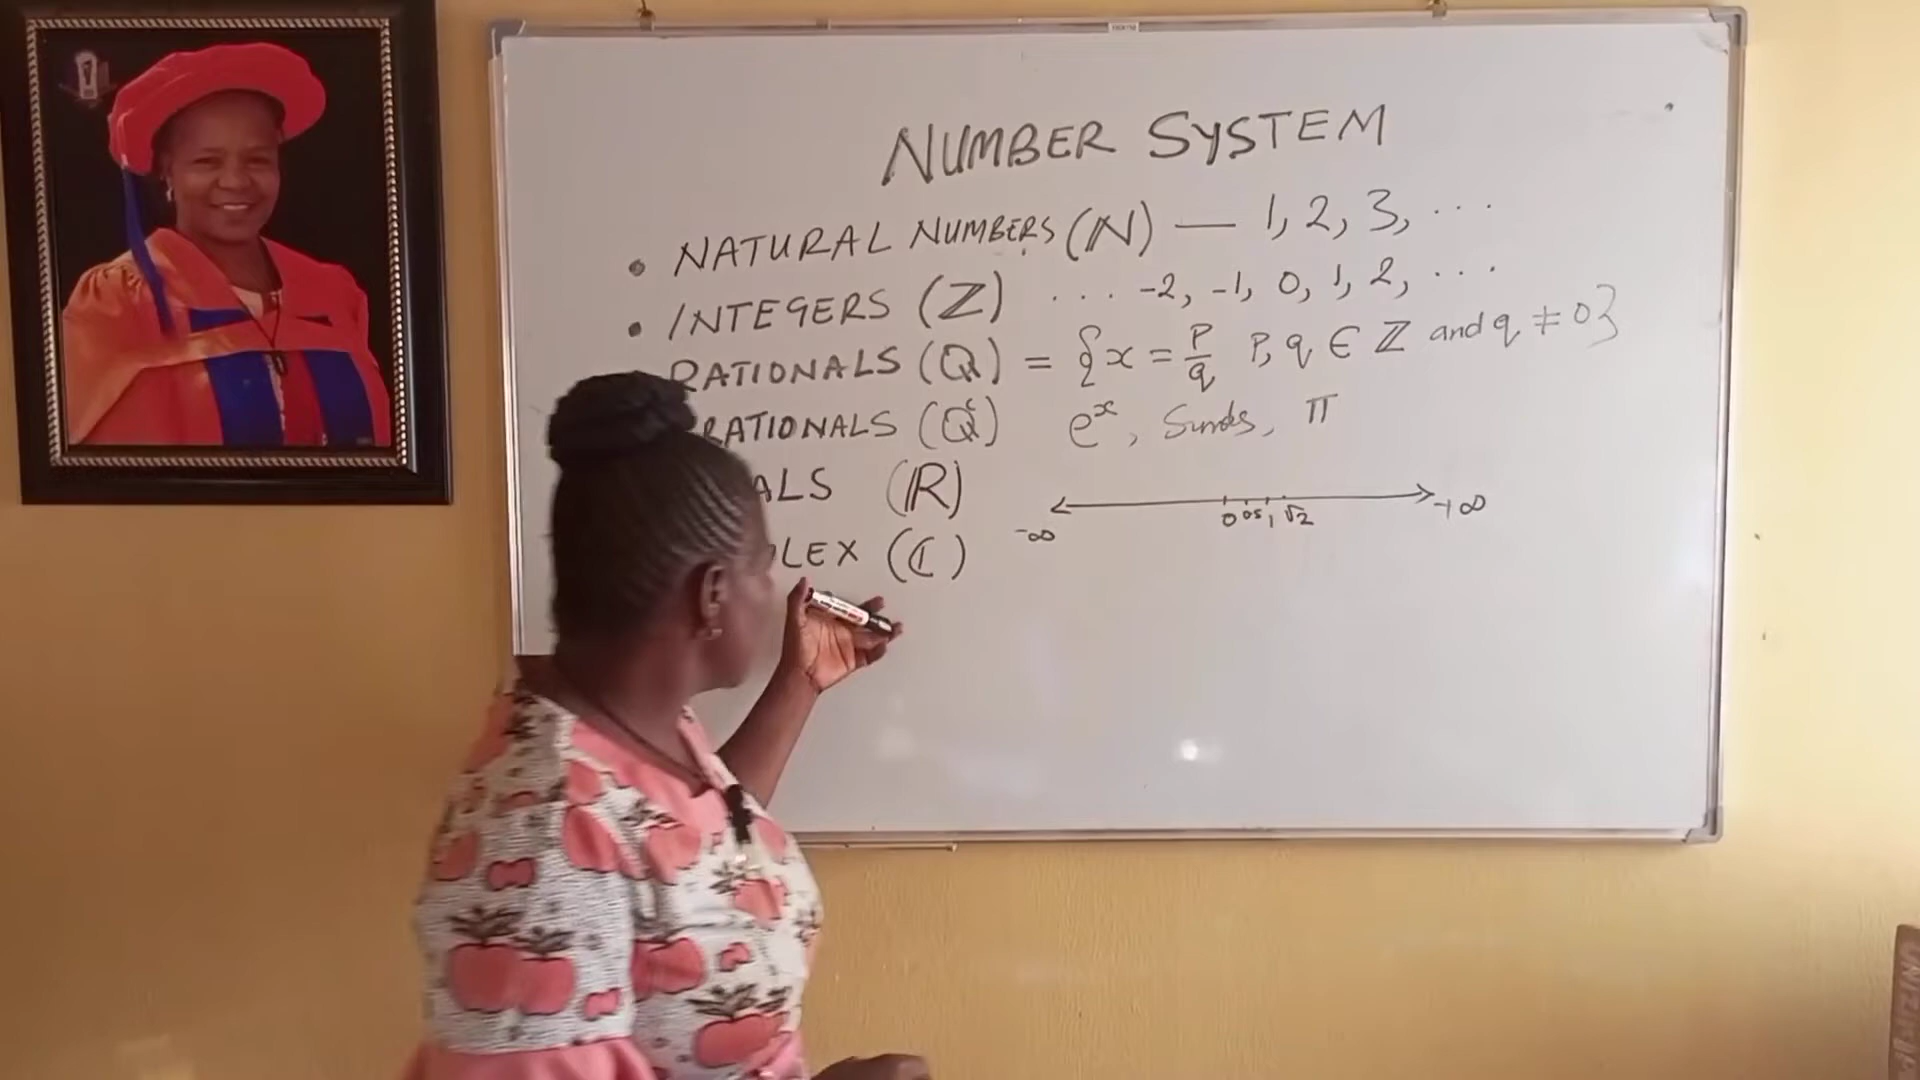 NUMBER SYSTEM
• NATURAL NUMBERS (ℕ) — 1, 2, 3, ...
• INTEGERS (ℤ) ... -2, -1, 0, 1, 2, ...
RATIONALS (ℚ) = {x = p/q p, q ∈ ℤ and q ≠ 0}
RATIONALS (ℚᶜ) eˣ, Surds, π
ALS (ℝ) -∞ 0 0.5 1 √2 +∞
LEX (ℂ)